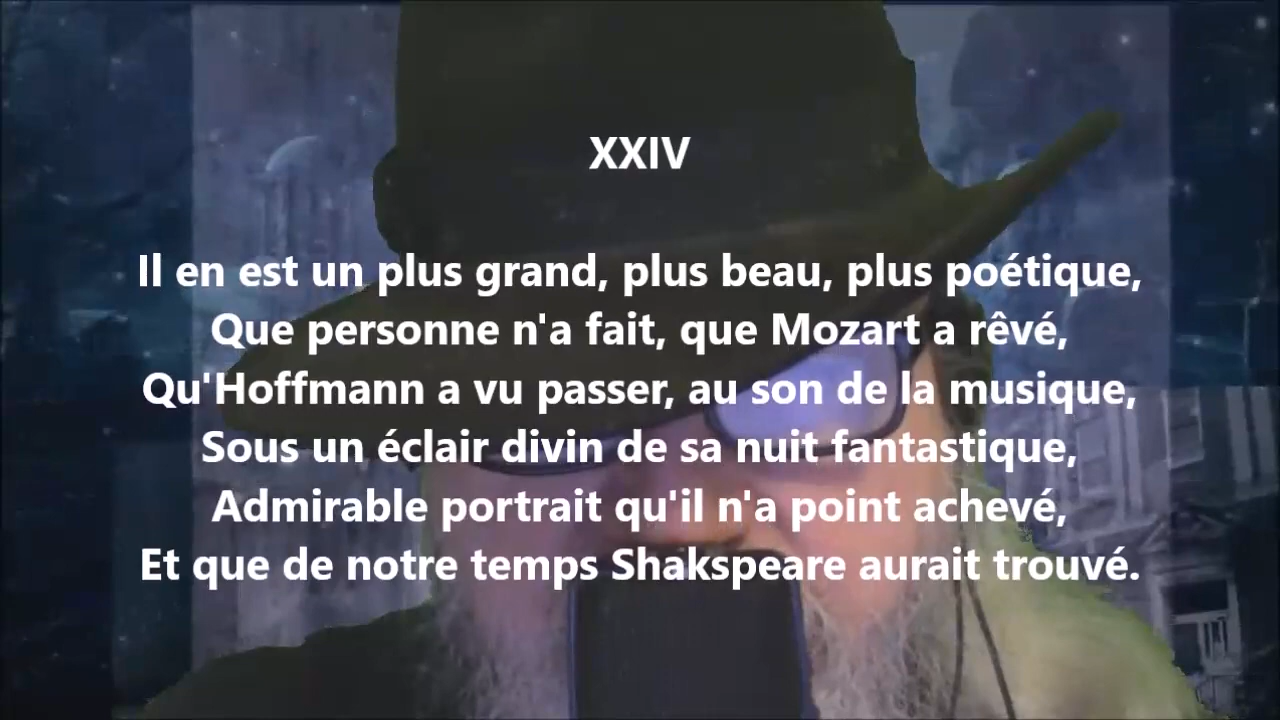 XXIV
Il en est un plus grand, plus beau, plus poétique,
Que personne n'a fait, que Mozart a rêvé,
Qu'Hoffmann a vu passer, au son de la musique,
Sous un éclair divin de sa nuit fantastique,
Admirable portrait qu'il n'a point achevé,
Et que de notre temps Shakspeare aurait trouvé.